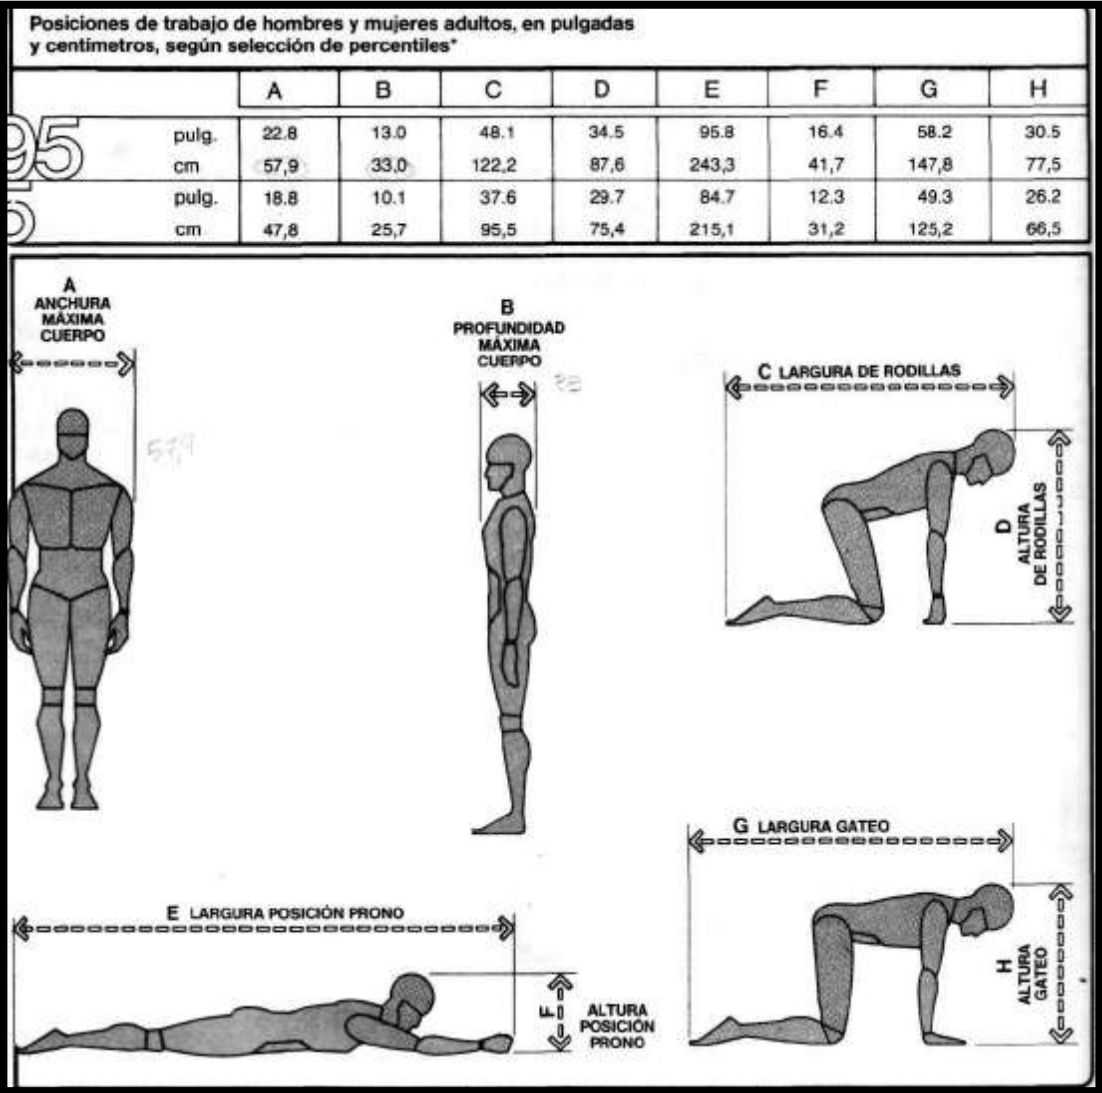 Posiciones de trabajo de hombres y mujeres adultos, en pulgadas
y centímetros, según selección de percentiles*
A B C D E F G H
95 pulg. 22.8 13.0 48.1 34.5 95.8 16.4 58.2 30.5
cm 57,9 33,0 122,2 87,6 243,3 41,7 147,8 77,5
5 pulg. 18.8 10.1 37.6 29.7 84.7 12.3 49.3 26.2
cm 47,8 25,7 95,5 75,4 215,1 31,2 125,2 66,5
A
ANCHURA
MÁXIMA
CUERPO
57,9
B
PROFUNDIDAD
MÁXIMA
CUERPO
C LARGURA DE RODILLAS
D
ALTURA
DE RODILLAS
E LARGURA POSICIÓN PRONO
F
ALTURA
POSICIÓN
PRONO
G LARGURA GATEO
H
ALTURA
GATEO